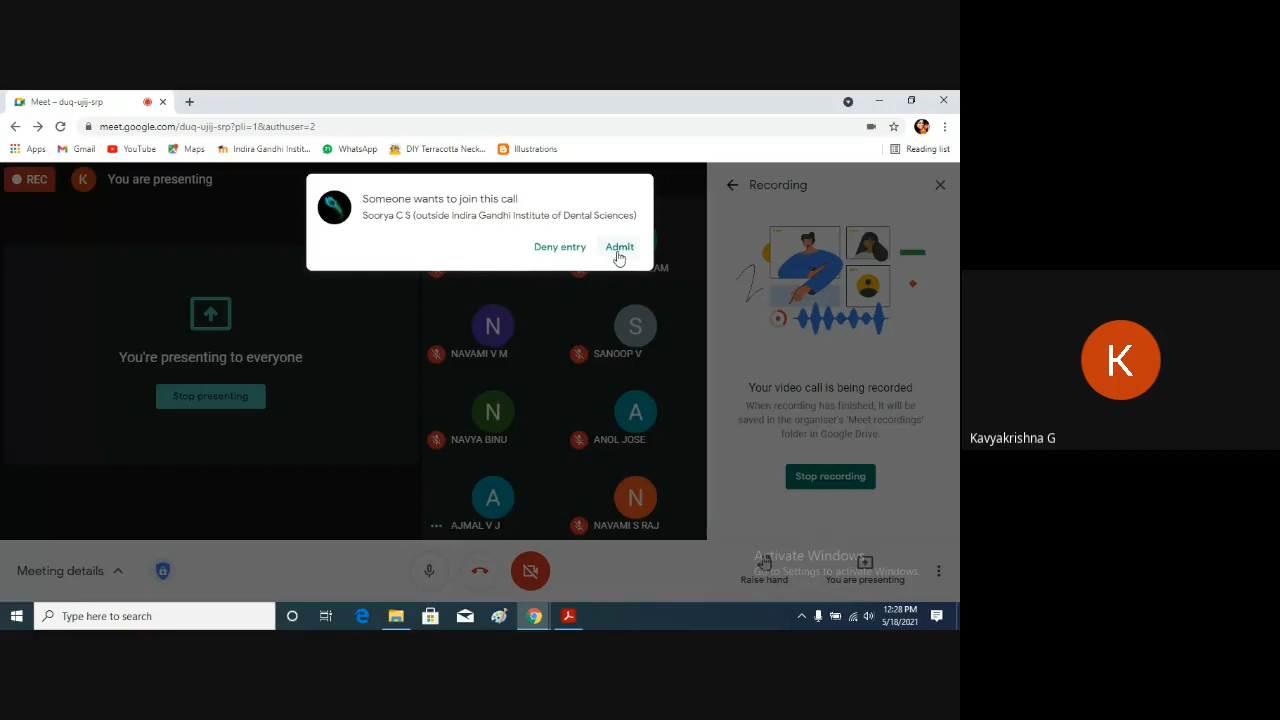 Meet – duq-ujij-srp
meet.google.com/duq-ujij-srp?pli=1&authuser=2
Apps Gmail YouTube Maps Indira Gandhi Instit... WhatsApp DIY Terracotta Neck... Illustrations Reading list
REC K You are presenting
Someone wants to join this call
Soorya C S (outside Indira Gandhi Institute of Dental Sciences)
Deny entry Admit
AM
Recording
You're presenting to everyone
Stop presenting
N S
NAVAMI V M SANOOP V
N A
NAVYA BINU ANOL JOSE
A N
AJMAL V J NAVAMI S RAJ
Your video call is being recorded
When recording has finished, it will be
saved in the organiser's 'Meet recordings'
folder in Google Drive.
Stop recording
Activate Windows
Go to Settings to activate Windows.
Meeting details
Raise hand You are presenting
Type here to search
12:28 PM
5/18/2021
K
Kavyakrishna G